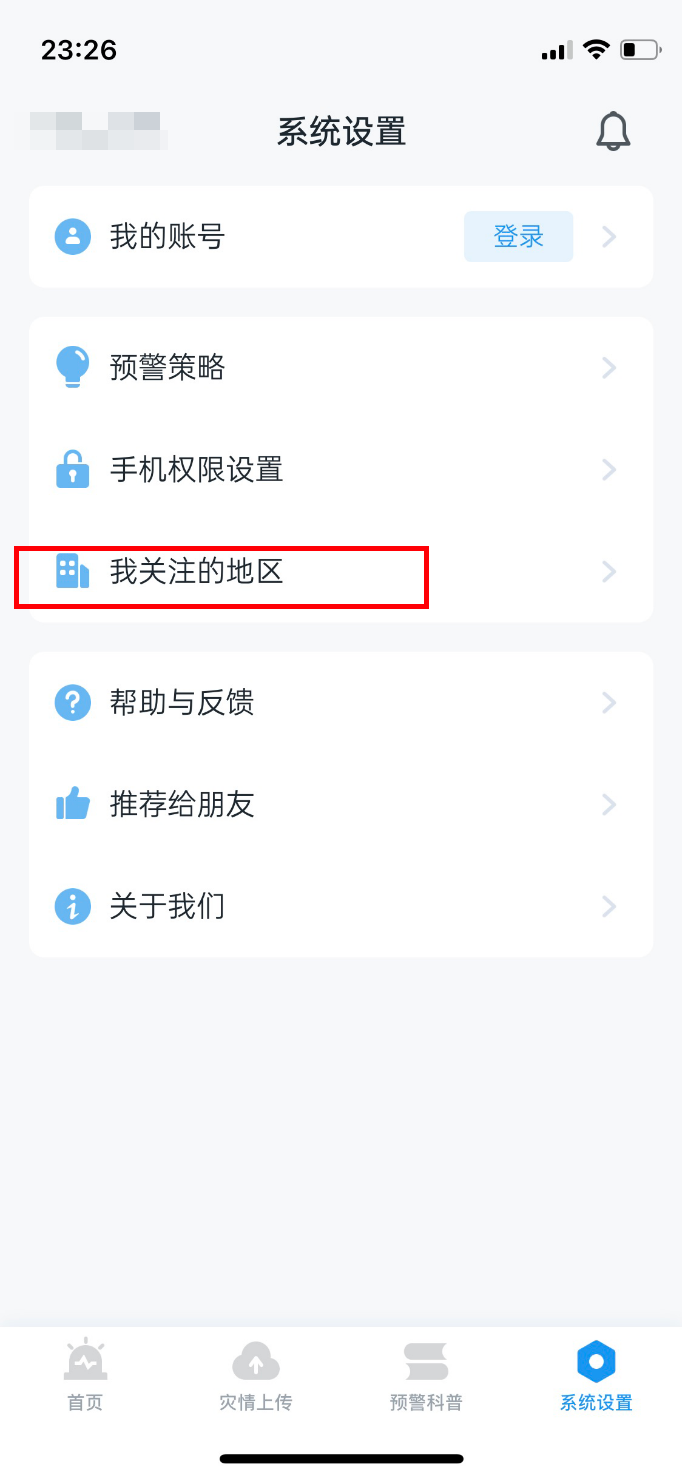 23:26
系统设置
我的账号 登录
预警策略
手机权限设置
我关注的地区
帮助与反馈
推荐给朋友
关于我们
首页 灾情上传 预警科普 系统设置